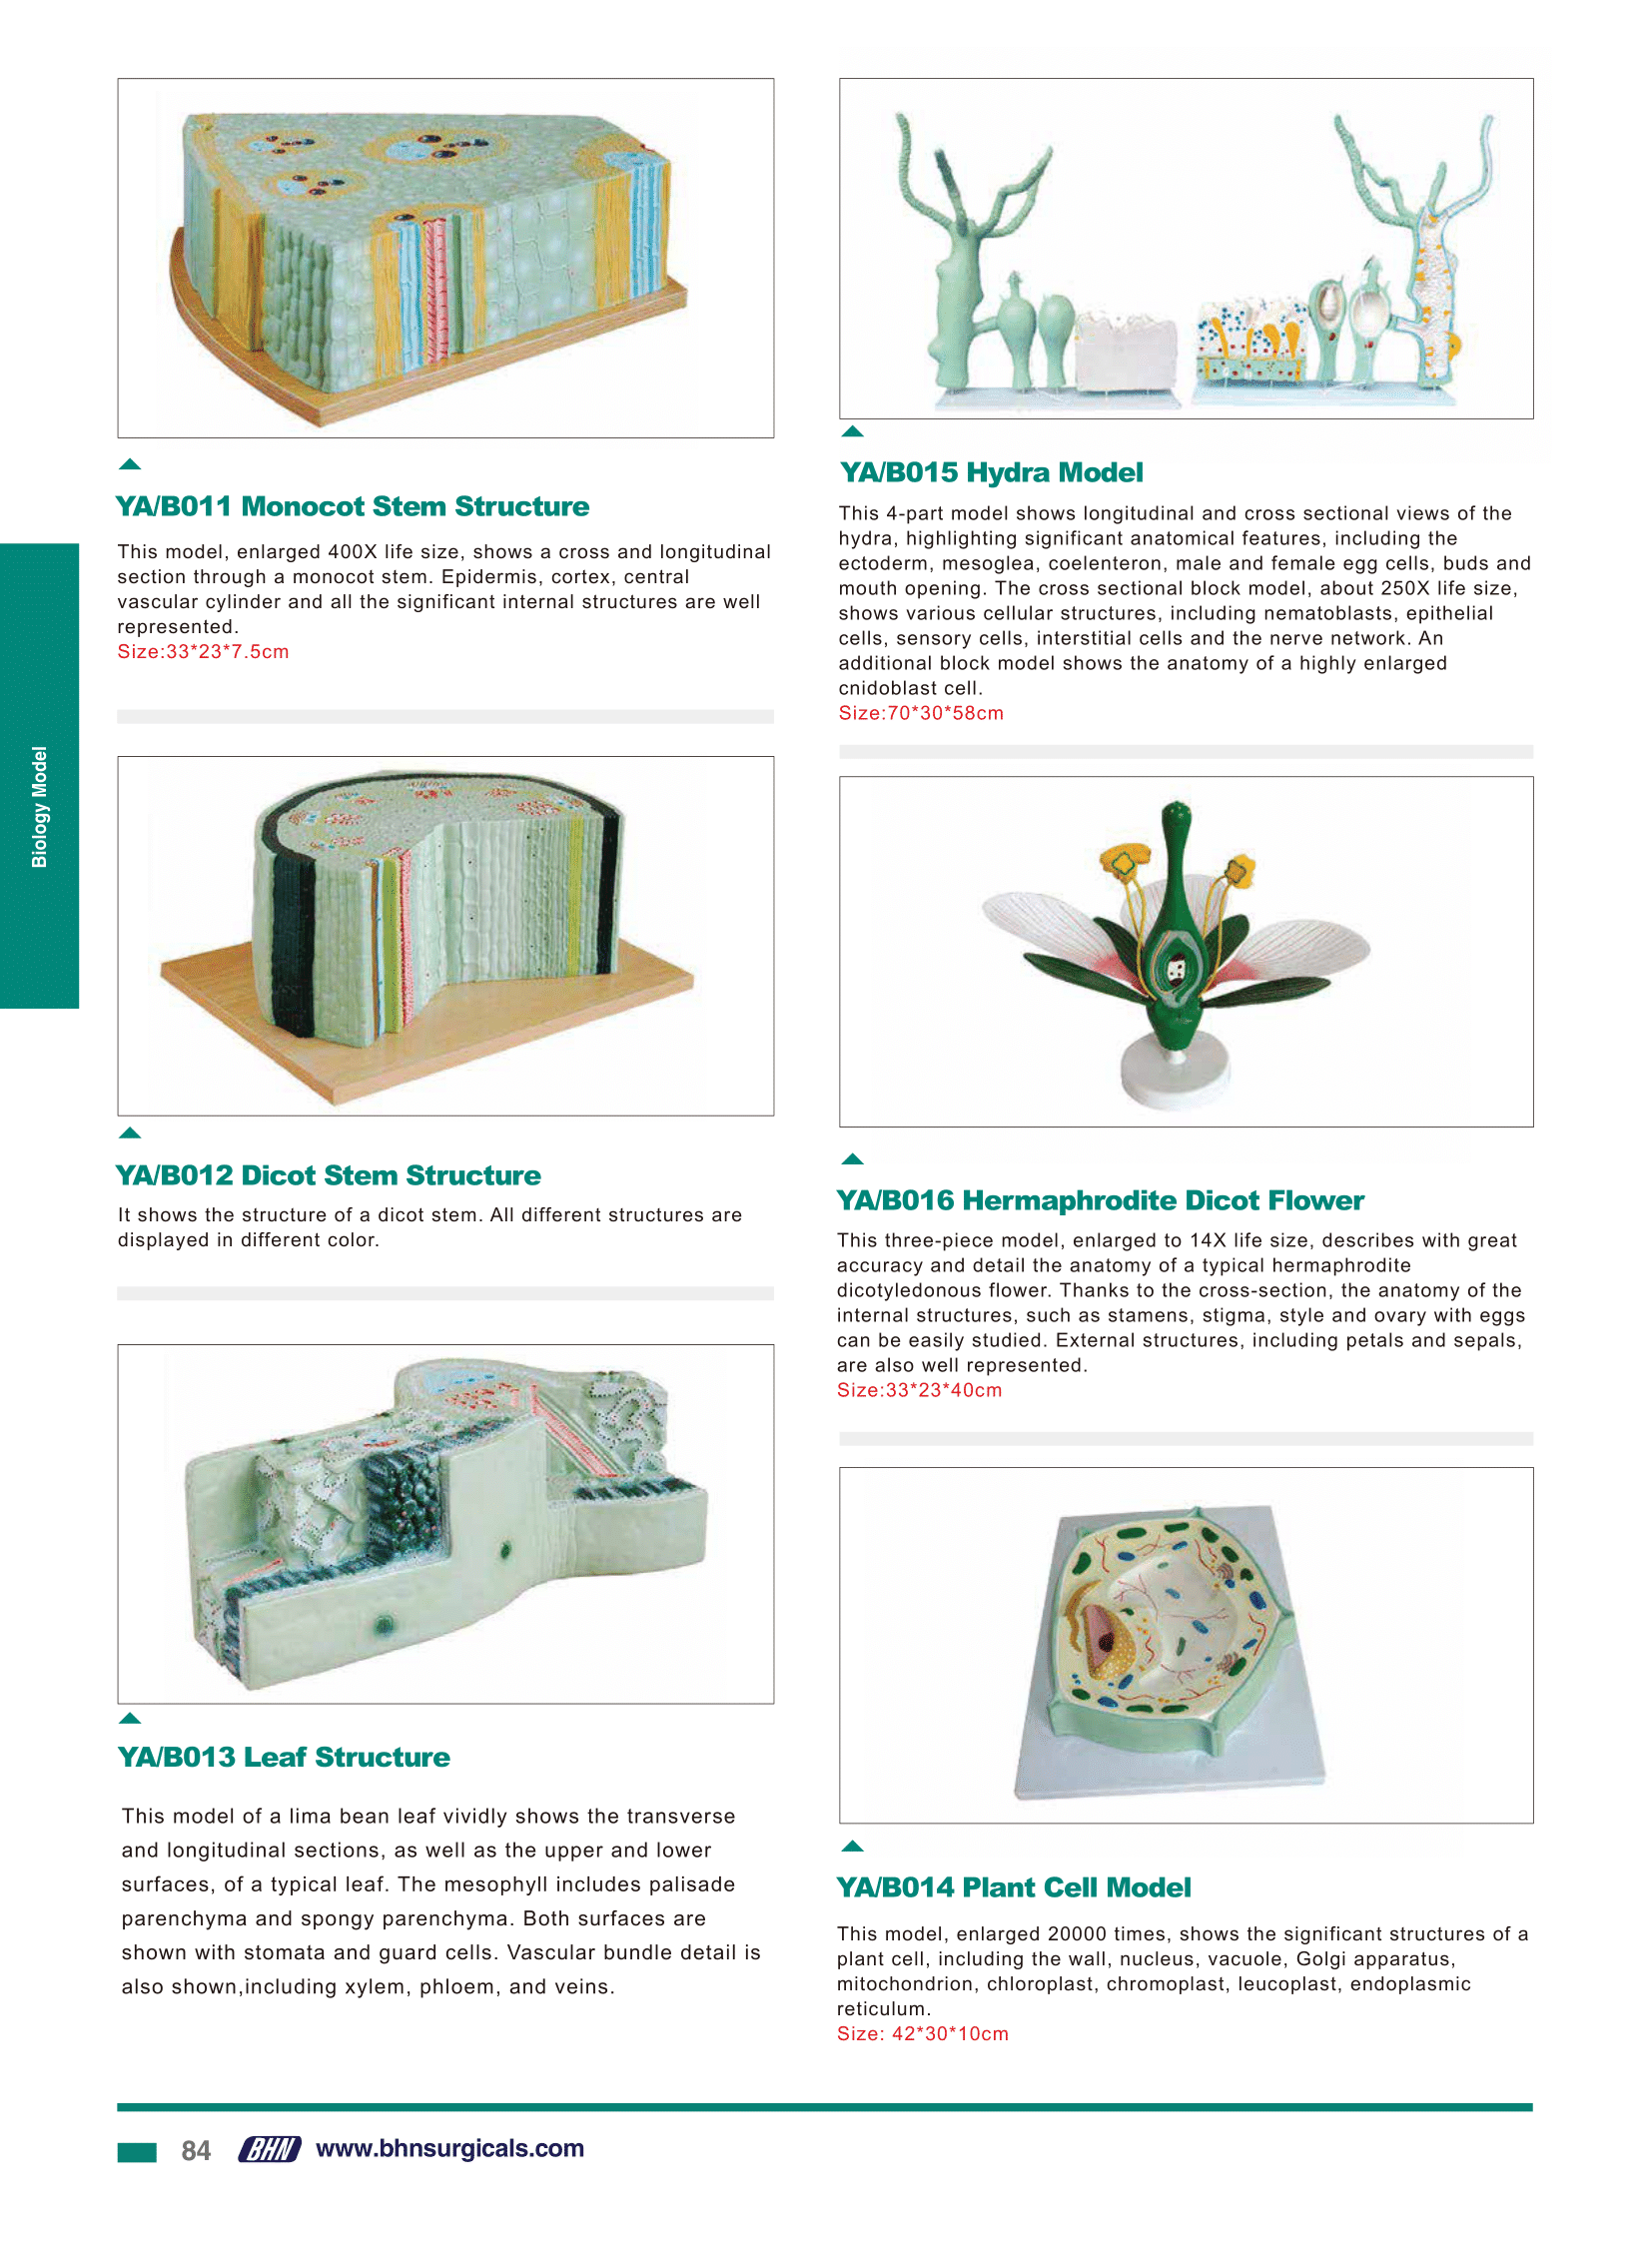 Biology Model
YA/B011 Monocot Stem Structure
This model, enlarged 400X life size, shows a cross and longitudinal
section through a monocot stem. Epidermis, cortex, central
vascular cylinder and all the significant internal structures are well
represented.
Size:33*23*7.5cm
YA/B012 Dicot Stem Structure
It shows the structure of a dicot stem. All different structures are
displayed in different color.
YA/B013 Leaf Structure
This model of a lima bean leaf vividly shows the transverse
and longitudinal sections, as well as the upper and lower
surfaces, of a typical leaf. The mesophyll includes palisade
parenchyma and spongy parenchyma. Both surfaces are
shown with stomata and guard cells. Vascular bundle detail is
also shown,including xylem, phloem, and veins.
YA/B015 Hydra Model
This 4-part model shows longitudinal and cross sectional views of the
hydra, highlighting significant anatomical features, including the
ectoderm, mesoglea, coelenteron, male and female egg cells, buds and
mouth opening. The cross sectional block model, about 250X life size,
shows various cellular structures, including nematoblasts, epithelial
cells, sensory cells, interstitial cells and the nerve network. An
additional block model shows the anatomy of a highly enlarged
cnidoblast cell.
Size:70*30*58cm
YA/B016 Hermaphrodite Dicot Flower
This three-piece model, enlarged to 14X life size, describes with great
accuracy and detail the anatomy of a typical hermaphrodite
dicotyledonous flower. Thanks to the cross-section, the anatomy of the
internal structures, such as stamens, stigma, style and ovary with eggs
can be easily studied. External structures, including petals and sepals,
are also well represented.
Size:33*23*40cm
YA/B014 Plant Cell Model
This model, enlarged 20000 times, shows the significant structures of a
plant cell, including the wall, nucleus, vacuole, Golgi apparatus,
mitochondrion, chloroplast, chromoplast, leucoplast, endoplasmic
reticulum.
Size: 42*30*10cm
84 BHN www.bhnsurgicals.com